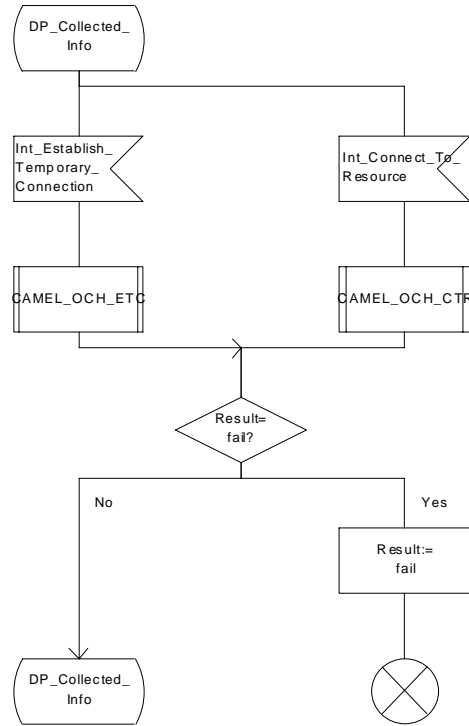 DP_Collected_
Info
Int_Establish_
Temporary_
Connection
Int_Connect_To_
Resource
CAMEL_OCH_ETC
CAMEL_OCH_CTR
Result=
fail?
No
Yes
Result:=
fail
DP_Collected_
Info